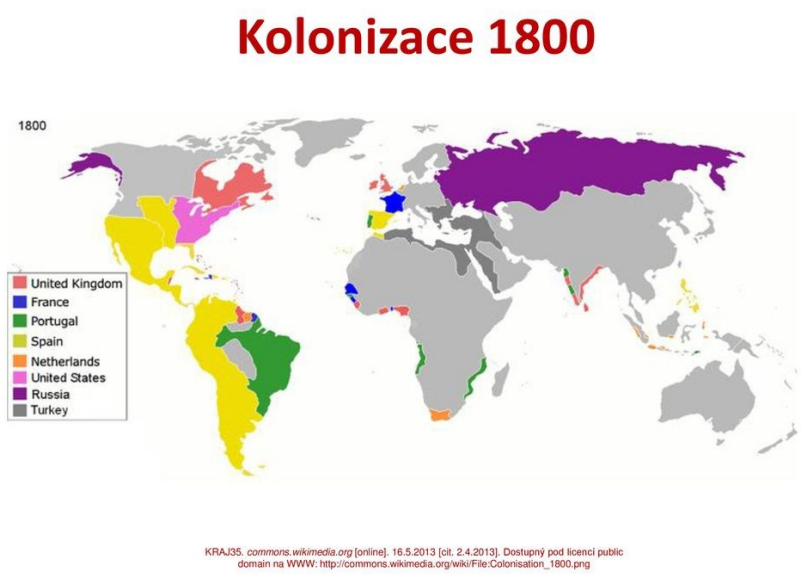 Kolonizace 1800
1800
United Kingdom
France
Portugal
Spain
Netherlands
United States
Russia
Turkey
KRAJ35. commons.wikimedia.org [online]. 16.5.2013 [cit. 2.4.2013]. Dostupný pod licencí public
domain na WWW: http://commons.wikimedia.org/wiki/File:Colonisation_1800.png